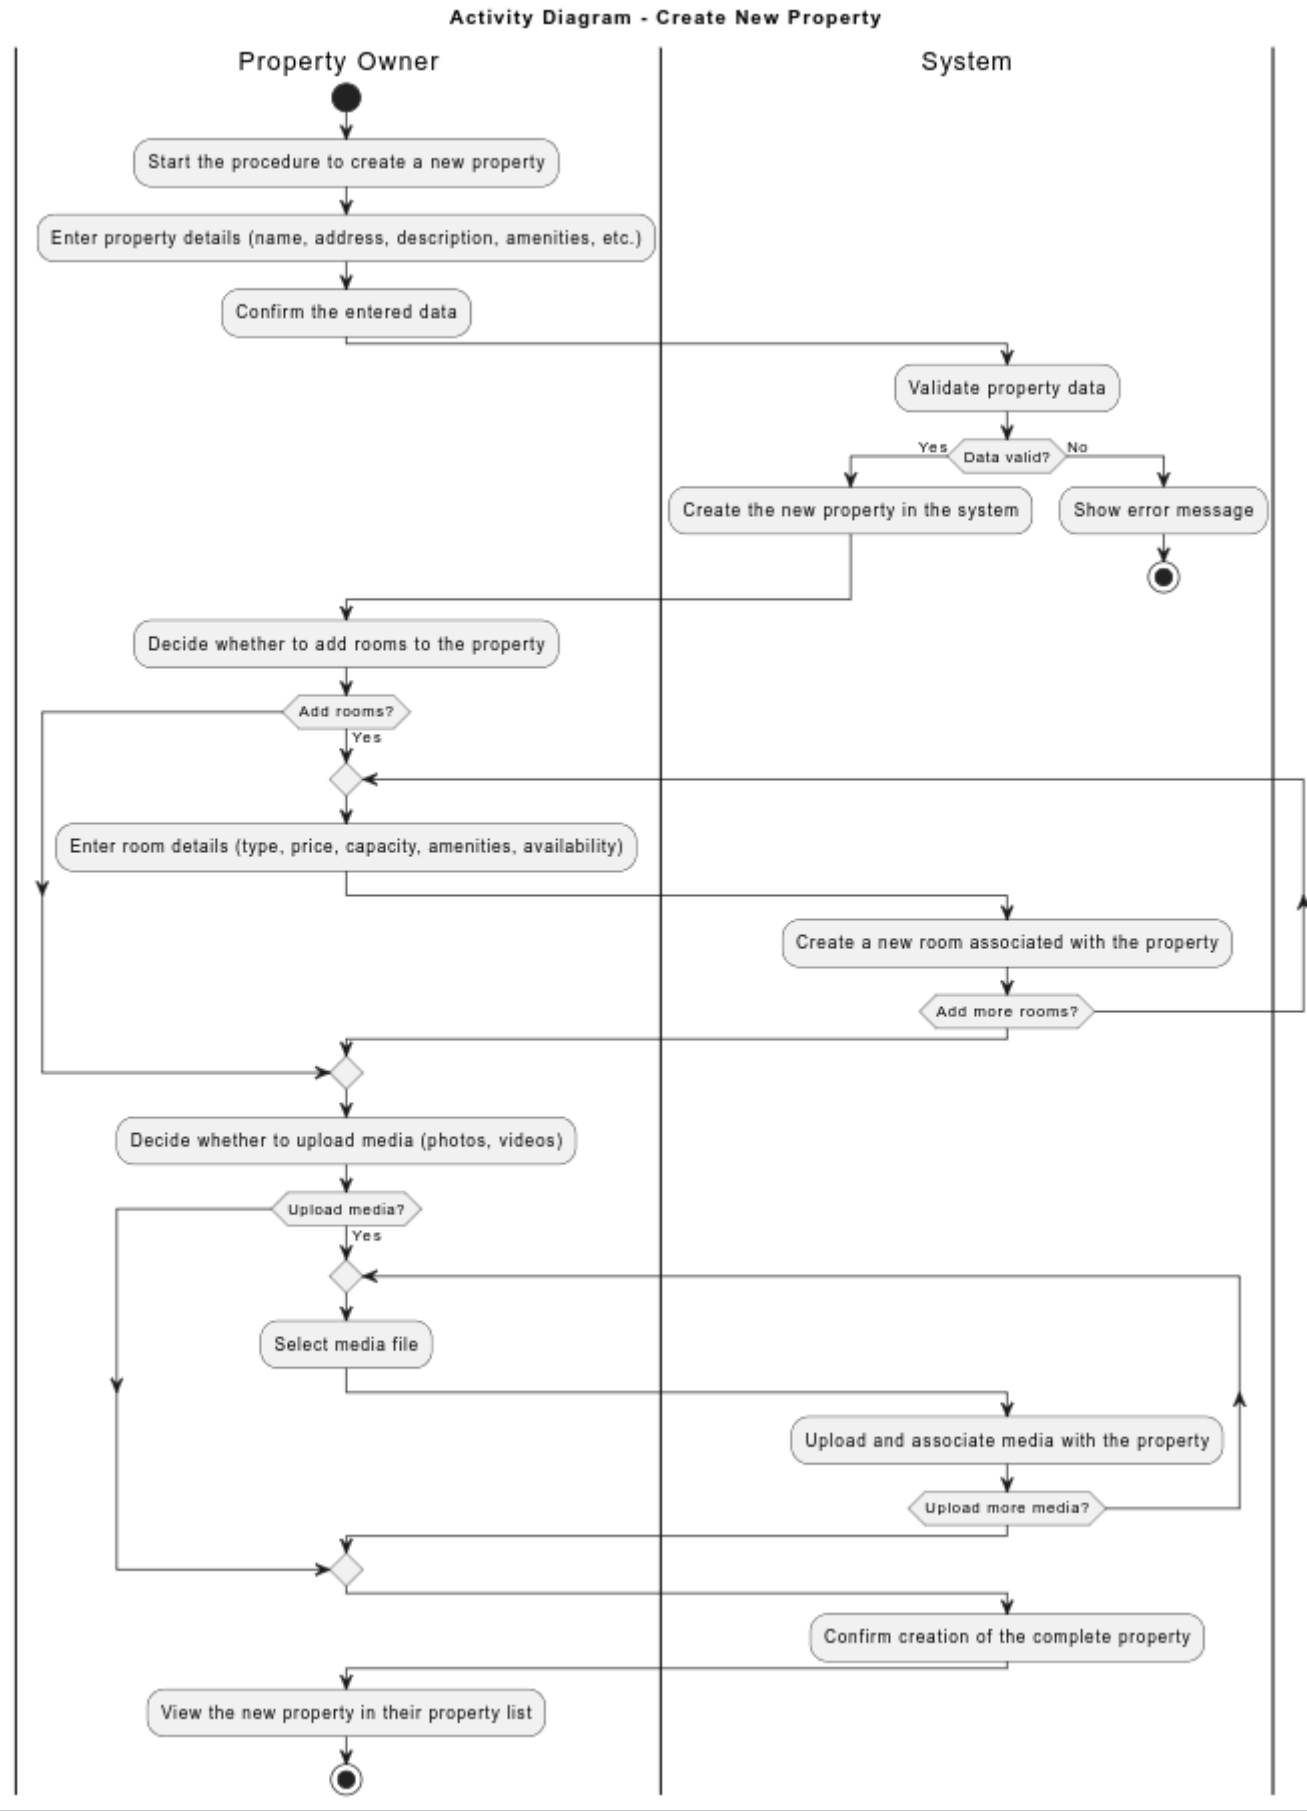 Activity Diagram - Create New Property
Property Owner
System
Start the procedure to create a new property
Enter property details (name, address, description, amenities, etc.)
Confirm the entered data
Validate property data
Yes
Data valid?
No
Create the new property in the system
Show error message
Decide whether to add rooms to the property
Add rooms?
Yes
Enter room details (type, price, capacity, amenities, availability)
Create a new room associated with the property
Add more rooms?
Decide whether to upload media (photos, videos)
Upload media?
Yes
Select media file
Upload and associate media with the property
Upload more media?
Confirm creation of the complete property
View the new property in their property list